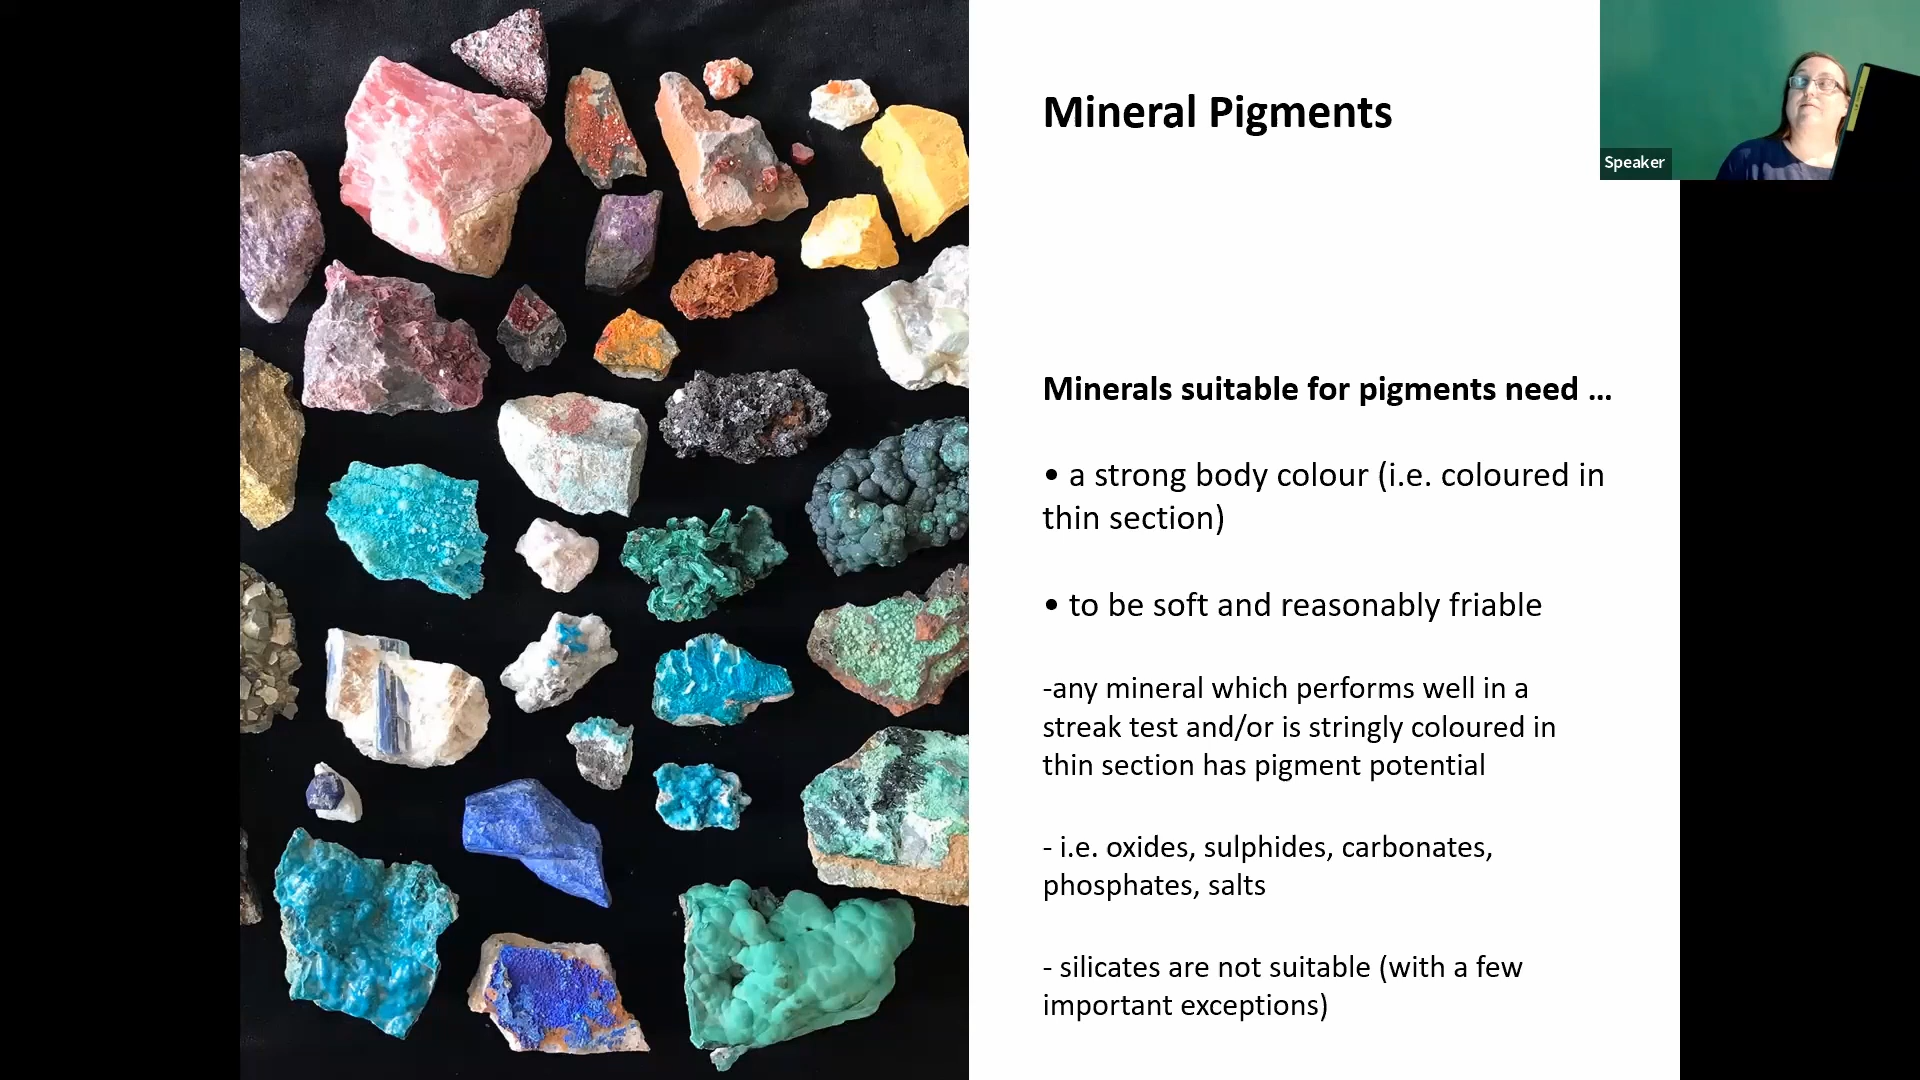 Mineral Pigments
Speaker
Minerals suitable for pigments need ...
• a strong body colour (i.e. coloured in
thin section)
• to be soft and reasonably friable
-any mineral which performs well in a
streak test and/or is stringly coloured in
thin section has pigment potential
- i.e. oxides, sulphides, carbonates,
phosphates, salts
- silicates are not suitable (with a few
important exceptions)